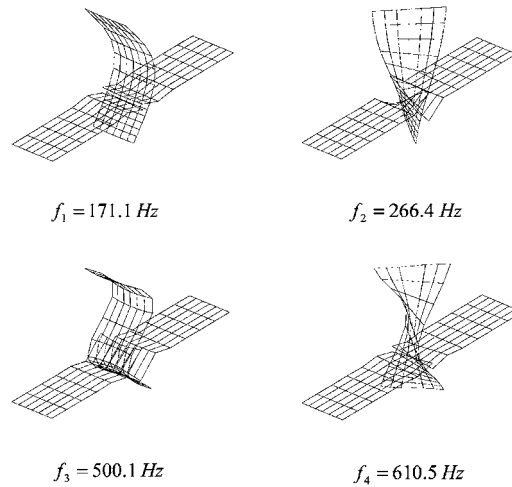 f₁ = 171.1 Hz
f₂ = 266.4 Hz
f₃ = 500.1 Hz
f₄ = 610.5 Hz